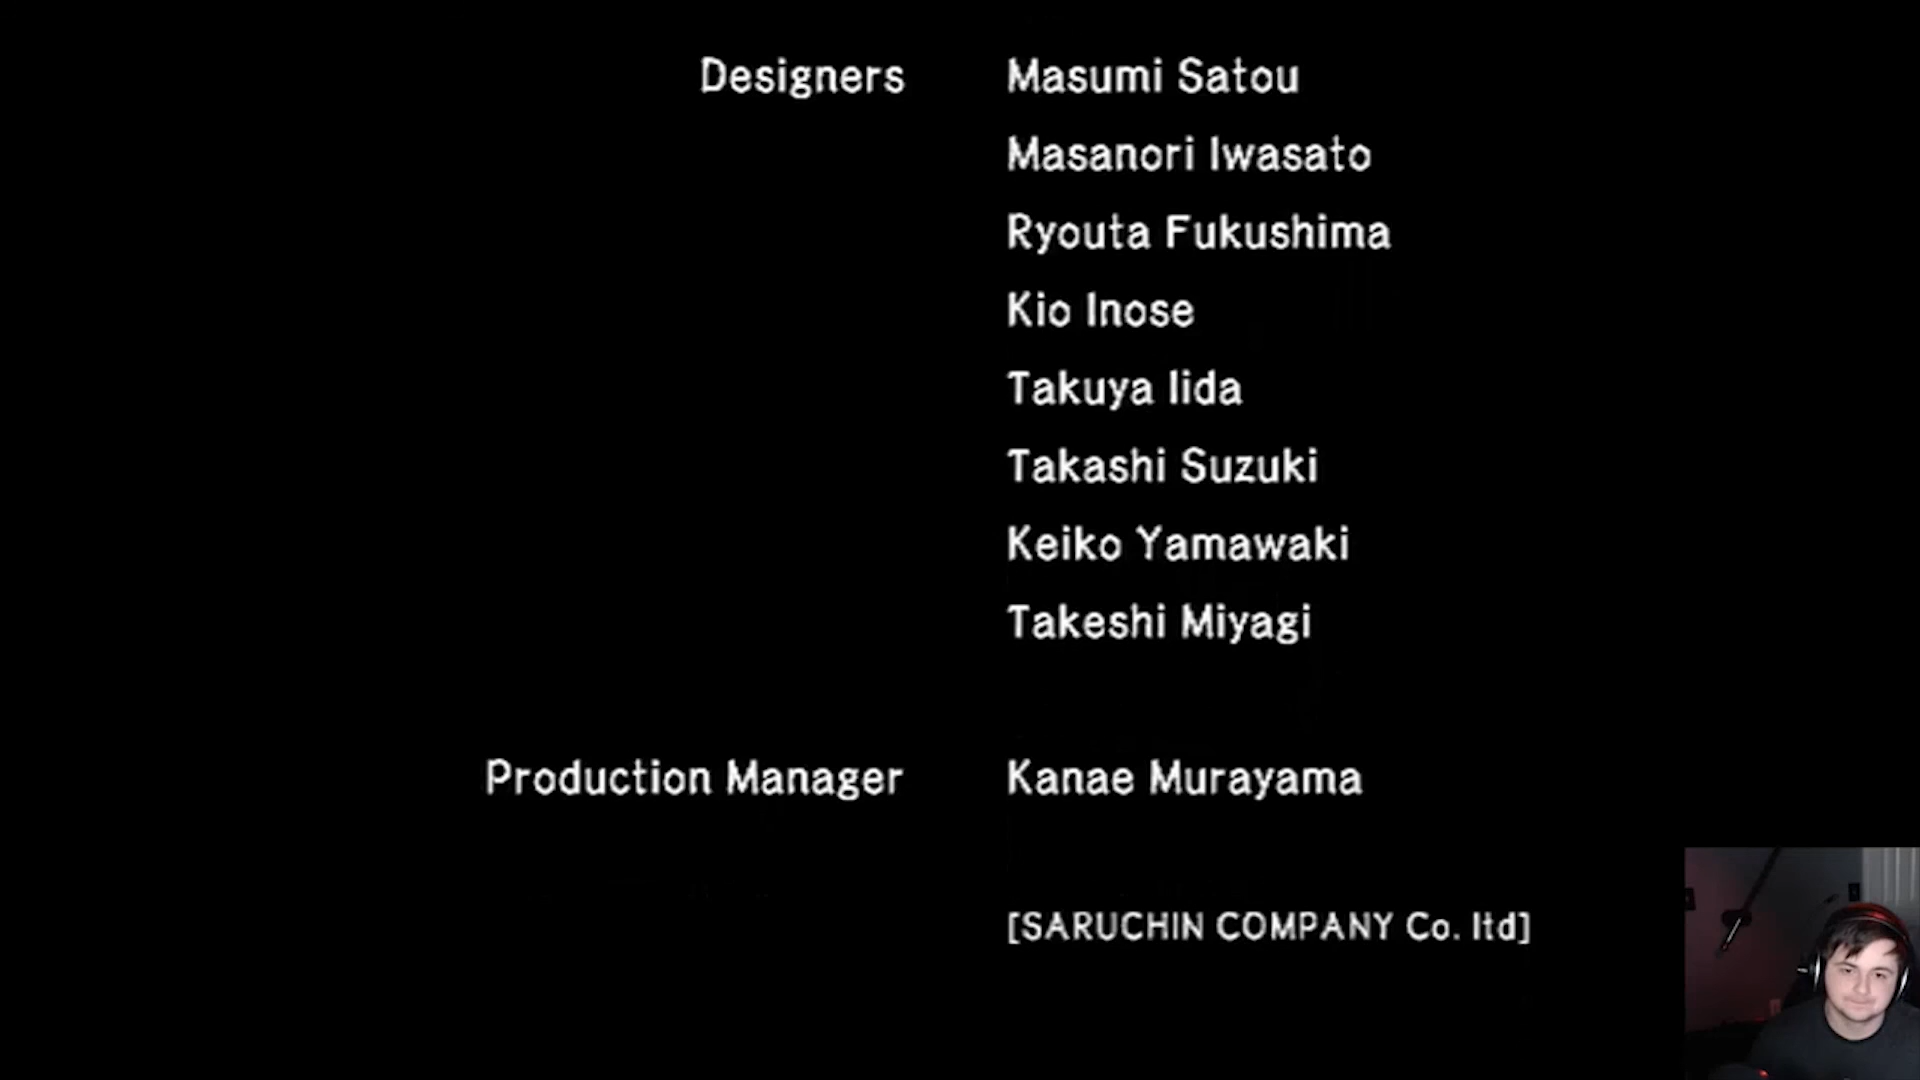 Designers Masumi Satou
Masanori Iwasato
Ryouta Fukushima
Kio Inose
Takuya Iida
Takashi Suzuki
Keiko Yamawaki
Takeshi Miyagi
Production Manager Kanae Murayama
[SARUCHIN COMPANY Co. ltd]